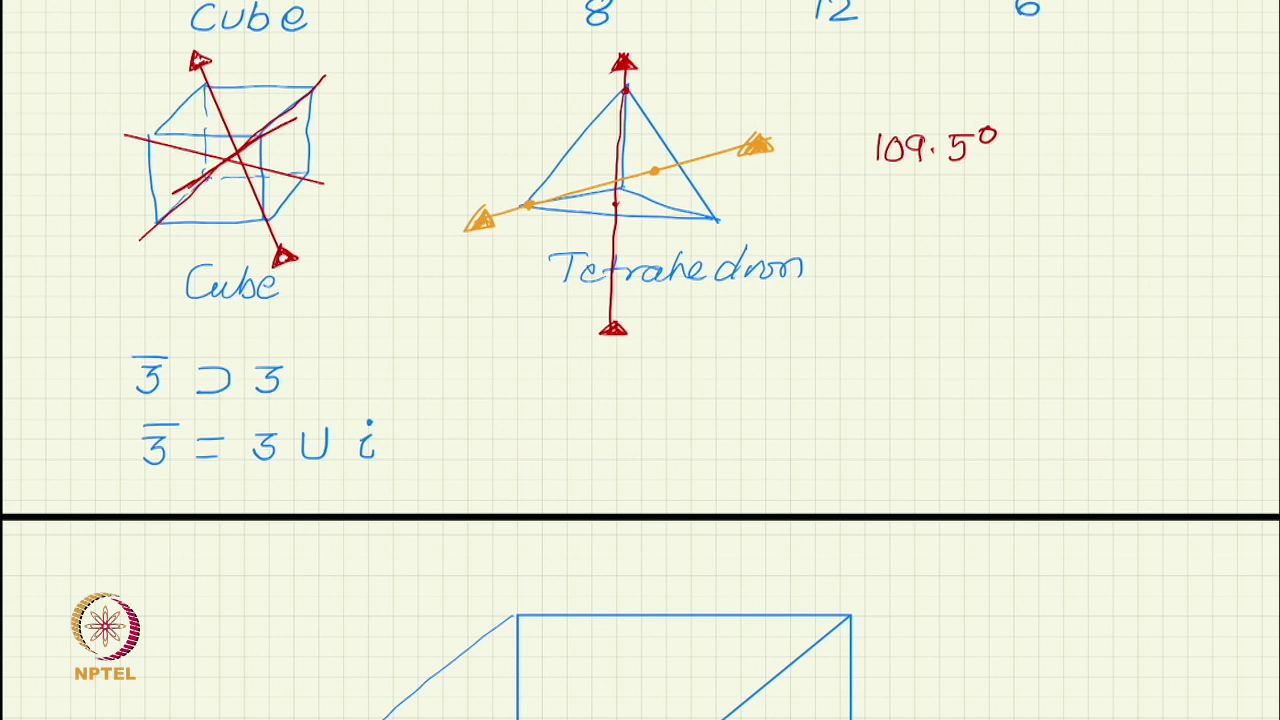 Cube 8 12 6
109.5°
Tetrahedron
Cube
3̅ ⊃ 3
3̅ = 3 ∪ i
NPTEL